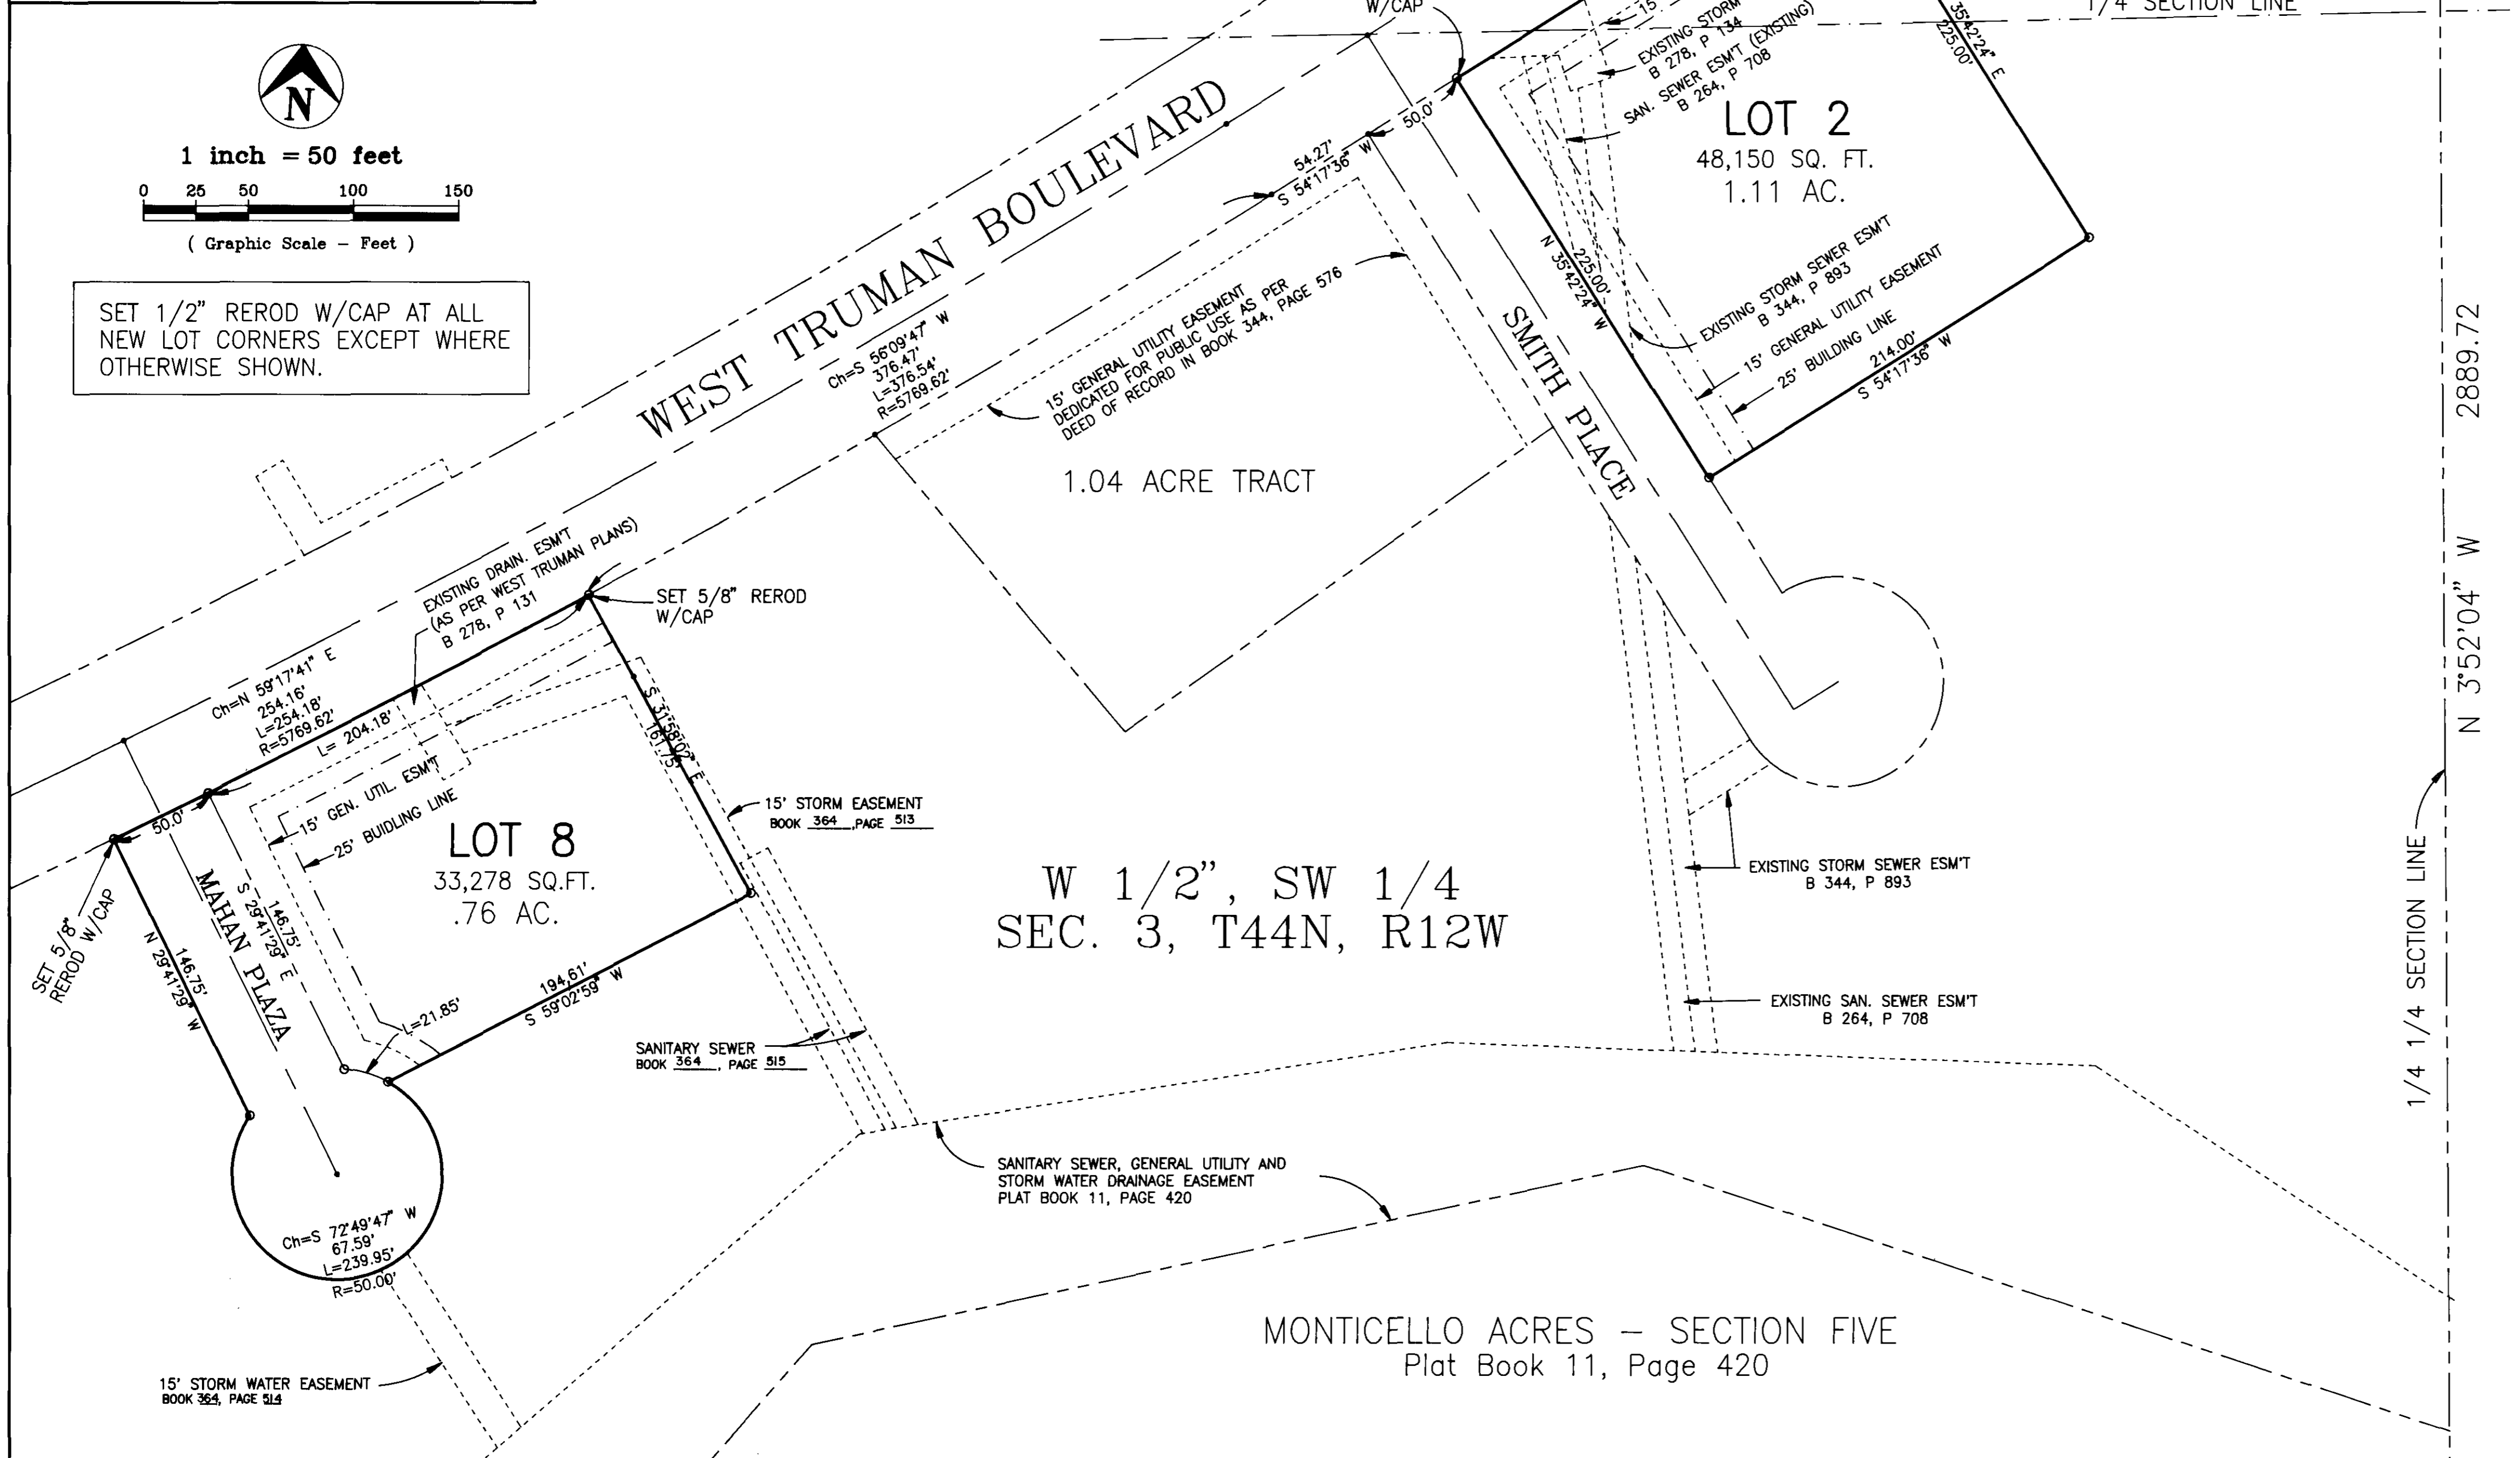 W/CAP
1/4 SECTION LINE
15'
EXISTING STORM
B 278, P 134
SAN. SEWER ESM'T (EXISTING)
B 264, P 708
35°42'24" E
225.00'
N
1 inch = 50 feet
0 25 50 100 150
( Graphic Scale - Feet )
SET 1/2" REROD W/CAP AT ALL
NEW LOT CORNERS EXCEPT WHERE
OTHERWISE SHOWN.
WEST TRUMAN BOULEVARD
50.0'
54.27'
S 54°17'36" W
LOT 2
48,150 SQ. FT.
1.11 AC.
225.00'
N 35°42'24" W
EXISTING STORM SEWER ESM'T
B 344, P 893
15' GENERAL UTILITY EASEMENT
25' BUILDING LINE
214.00'
S 54°17'36" W
Ch=S 56°09'47" W
376.47'
L=376.54'
R=5769.62'
15' GENERAL UTILITY EASEMENT
DEDICATED FOR PUBLIC USE AS PER
DEED OF RECORD IN BOOK 344, PAGE 576
SMITH PLACE
1.04 ACRE TRACT
N 3°52'04" W 2889.72
1/4 1/4 SECTION LINE
EXISTING DRAIN. ESM'T
(AS PER WEST TRUMAN PLANS)
B 278, P 131
SET 5/8" REROD
W/CAP
Ch=N 59°17'41" E
254.16'
L=254.18'
R=5769.62'
L= 204.18'
S 31°58'02" E
161.75'
15' GEN. UTIL. ESM'T
25' BUIDLING LINE
50.0'
15' STORM EASEMENT
BOOK 364, PAGE 513
LOT 8
33,278 SQ.FT.
.76 AC.
SET 5/8"
REROD W/CAP
146.75'
N 29°41'29" W
MAHAN PLAZA
146.75'
S 29°41'29" E
194.61'
S 59°02'59" W
L=21.85'
W 1/2", SW 1/4
SEC. 3, T44N, R12W
EXISTING STORM SEWER ESM'T
B 344, P 893
EXISTING SAN. SEWER ESM'T
B 264, P 708
SANITARY SEWER
BOOK 364, PAGE 515
SANITARY SEWER, GENERAL UTILITY AND
STORM WATER DRAINAGE EASEMENT
PLAT BOOK 11, PAGE 420
Ch=S 72°49'47" W
67.59'
L=239.95'
R=50.00'
15' STORM WATER EASEMENT
BOOK 364, PAGE 514
MONTICELLO ACRES - SECTION FIVE
Plat Book 11, Page 420